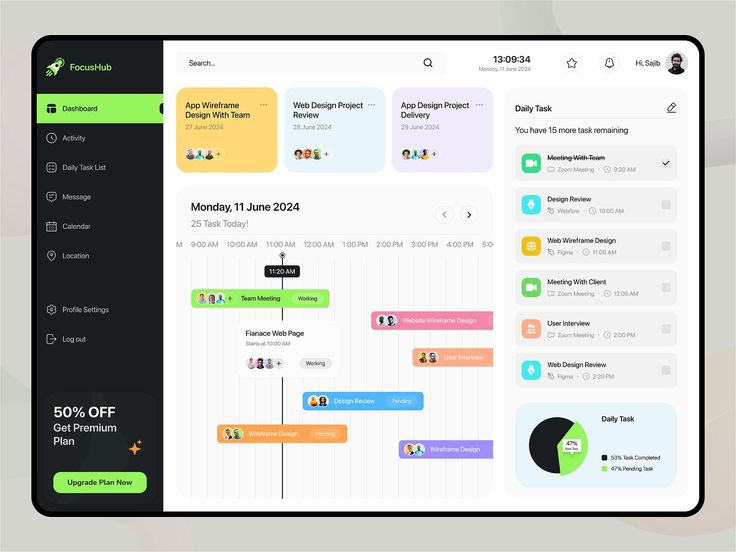 FocusHub
Dashboard
Activity
Daily Task List
Message
Calendar
Location
Profile Settings
Log out
50% OFF
Get Premium
Plan
Upgrade Plan Now
Search...
13:09:34
Monday, 11 June 2024
Hi, Sajib
App Wireframe
Design With Team
27 June 2024
Web Design Project
Review
28 June 2024
App Design Project
Delivery
29 June 2024
Monday, 11 June 2024
25 Task Today!
M 9:00 AM 10:00 AM 11:00 AM 12:00 AM 1:00 PM 2:00 PM 3:00 PM 4:00 PM 5:0
11:20 AM
Team Meeting Working
Website Wireframe Design
Fianace Web Page
Starts at 10:00 AM
Working
User Interview
Design Review Pending
Wireframe Design Pending
Wireframe Design
Daily Task
You have 15 more task remaining
Meeting With Team
Zoom Meeting · 9:20 AM
Design Review
Webflow · 10:00 AM
Web Wireframe Design
Figma · 11:00 AM
Meeting With Client
Zoom Meeting · 12:00 AM
User Interview
Zoom Meeting · 2:00 PM
Web Design Review
Figma · 3:20 PM
Daily Task
47%
53% Task Completed
47% Pending Task